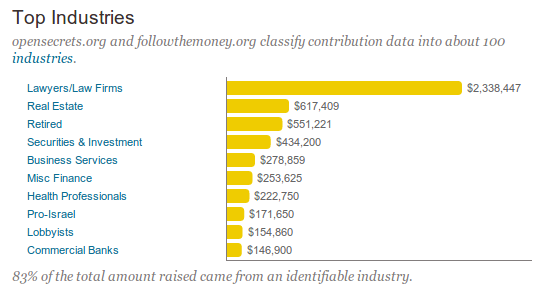 Top Industries
opensecrets.org and followthemoney.org classify contribution data into about 100
industries.
Lawyers/Law Firms $2,338,447
Real Estate $617,409
Retired $551,221
Securities & Investment $434,200
Business Services $278,859
Misc Finance $253,625
Health Professionals $222,750
Pro-Israel $171,650
Lobbyists $154,860
Commercial Banks $146,900
83% of the total amount raised came from an identifiable industry.